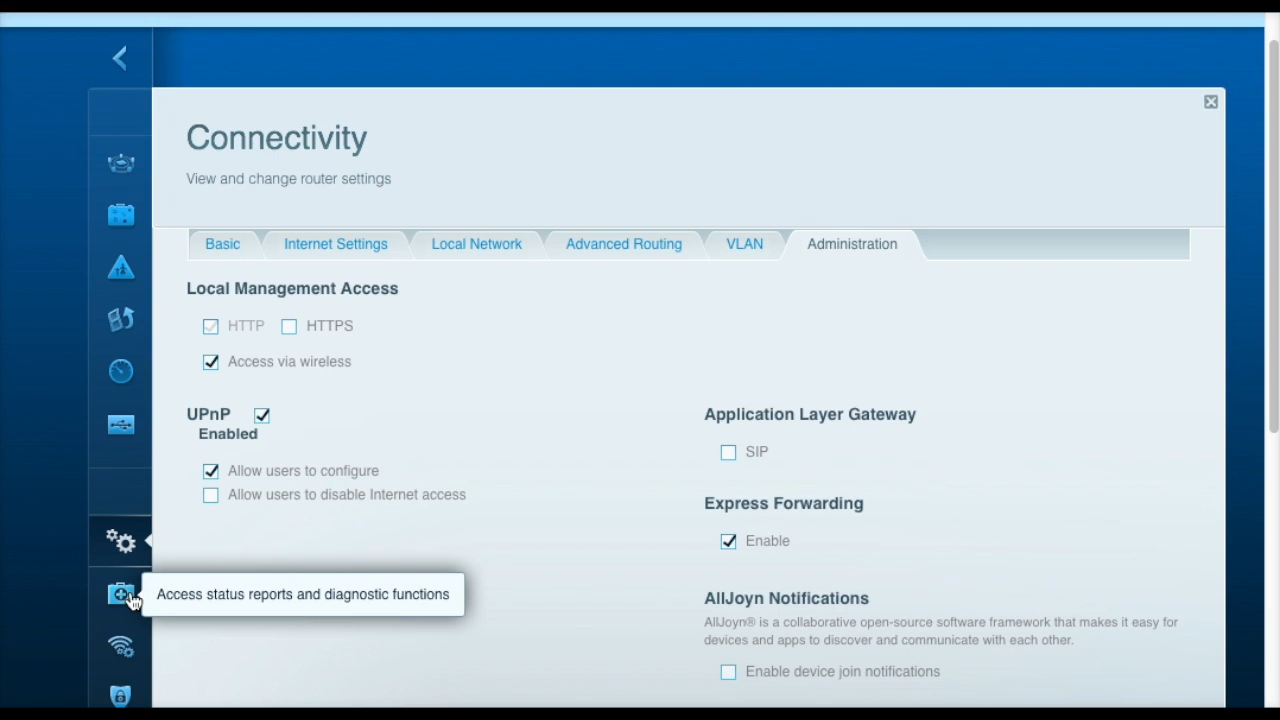 Connectivity
View and change router settings
Basic Internet Settings Local Network Advanced Routing VLAN Administration
Local Management Access
HTTP HTTPS
Access via wireless
UPnP
Enabled
Allow users to configure
Allow users to disable Internet access
Application Layer Gateway
SIP
Express Forwarding
Enable
Access status reports and diagnostic functions
AllJoyn Notifications
AllJoyn® is a collaborative open-source software framework that makes it easy for
devices and apps to discover and communicate with each other.
Enable device join notifications